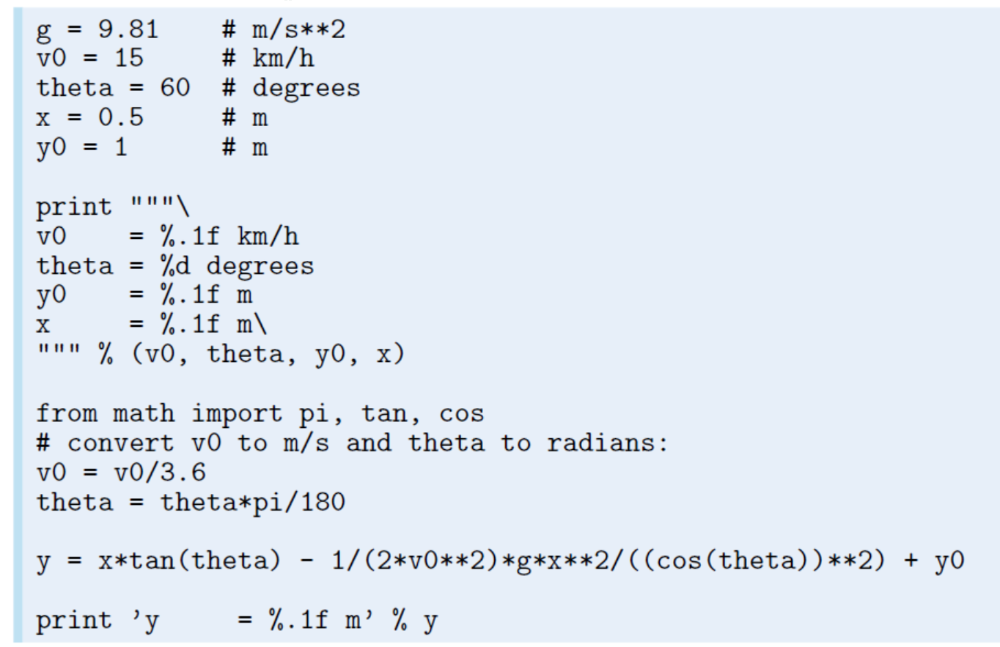 g = 9.81    # m/s**2
v0 = 15     # km/h
theta = 60  # degrees
x = 0.5     # m
y0 = 1      # m

print """\
v0    = %.1f km/h
theta = %d degrees
y0    = %.1f m
x     = %.1f m\
""" % (v0, theta, y0, x)

from math import pi, tan, cos
# convert v0 to m/s and theta to radians:
v0 = v0/3.6
theta = theta*pi/180

y = x*tan(theta) - 1/(2*v0**2)*g*x**2/((cos(theta))**2) + y0

print ’y     = %.1f m’ % y